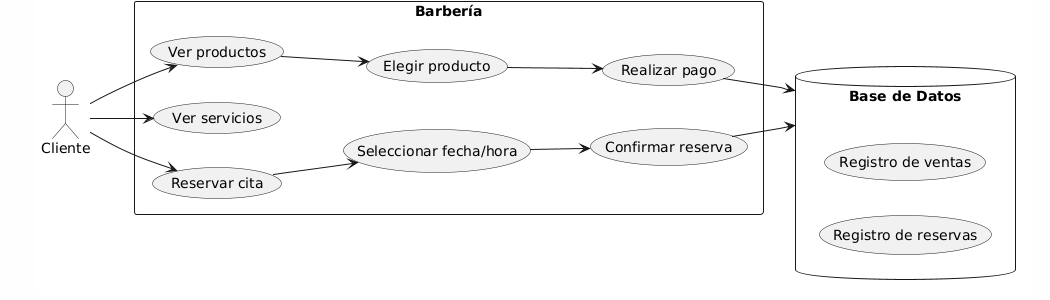 Barbería
Ver productos
Elegir producto
Realizar pago
Base de Datos
Ver servicios
Cliente
Seleccionar fecha/hora
Confirmar reserva
Registro de ventas
Reservar cita
Registro de reservas